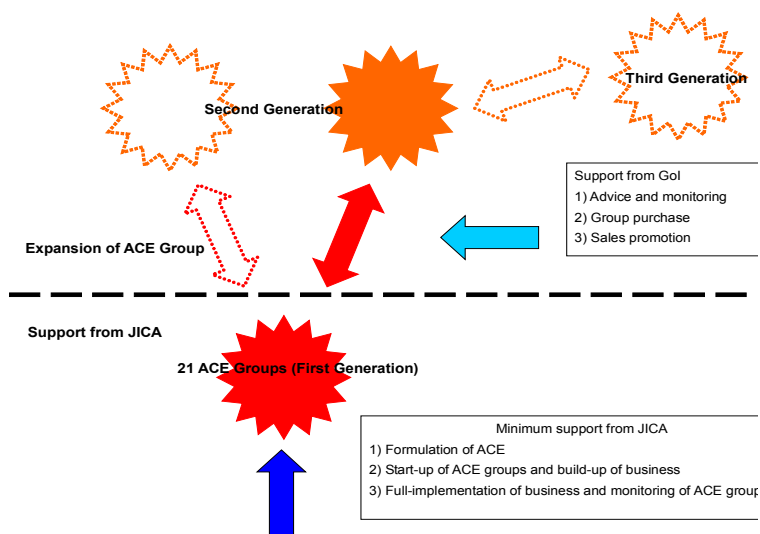 Third Generation
Second Generation
Support from GoI
1) Advice and monitoring
2) Group purchase
3) Sales promotion
Expansion of ACE Group
Support from JICA
21 ACE Groups (First Generation)
Minimum support from JICA
1) Formulation of ACE
2) Start-up of ACE groups and build-up of business
3) Full-implementation of business and monitoring of ACE group